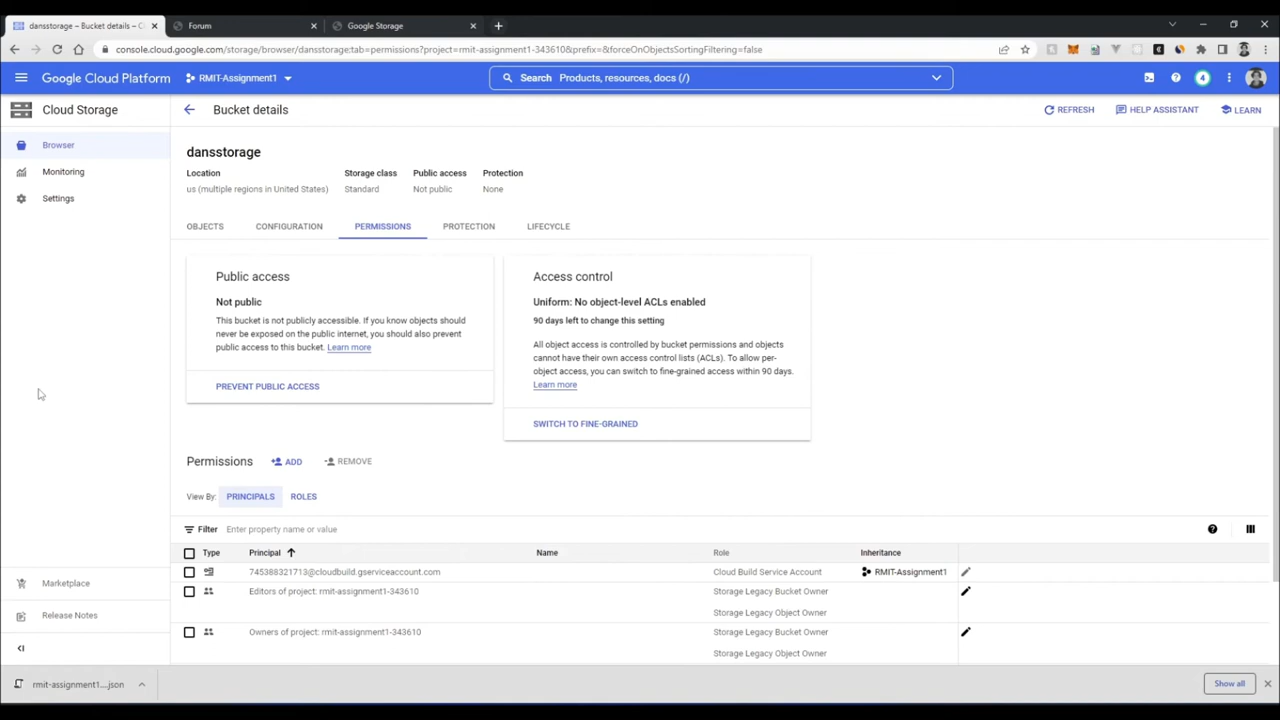 dansstorage – Bucket details – C
Forum
Google Storage
console.cloud.google.com/storage/browser/dansstorage;tab=permissions?project=rmit-assignment1-343610&prefix=&forceOnObjectsSortingFiltering=false
Google Cloud Platform
RMIT-Assignment1
Search Products, resources, docs (/)
4
Cloud Storage
Bucket details
REFRESH
HELP ASSISTANT
LEARN
Browser
Monitoring
Settings
dansstorage
Location Storage class Public access Protection
us (multiple regions in United States) Standard Not public None
OBJECTS CONFIGURATION PERMISSIONS PROTECTION LIFECYCLE
Public access
Not public
This bucket is not publicly accessible. If you know objects should
never be exposed on the public internet, you should also prevent
public access to this bucket. Learn more
PREVENT PUBLIC ACCESS
Access control
Uniform: No object-level ACLs enabled
90 days left to change this setting
All object access is controlled by bucket permissions and objects
cannot have their own access control lists (ACLs). To allow per-
object access, you can switch to fine-grained access within 90 days.
Learn more
SWITCH TO FINE-GRAINED
Permissions ADD REMOVE
View By: PRINCIPALS ROLES
Filter Enter property name or value
Type Principal Name Role Inheritance
745388321713@cloudbuild.gserviceaccount.com Cloud Build Service Account RMIT-Assignment1
Editors of project: rmit-assignment1-343610 Storage Legacy Bucket Owner
Storage Legacy Object Owner
Owners of project: rmit-assignment1-343610 Storage Legacy Bucket Owner
Storage Legacy Object Owner
Marketplace
Release Notes
rmit-assignment1....json
Show all